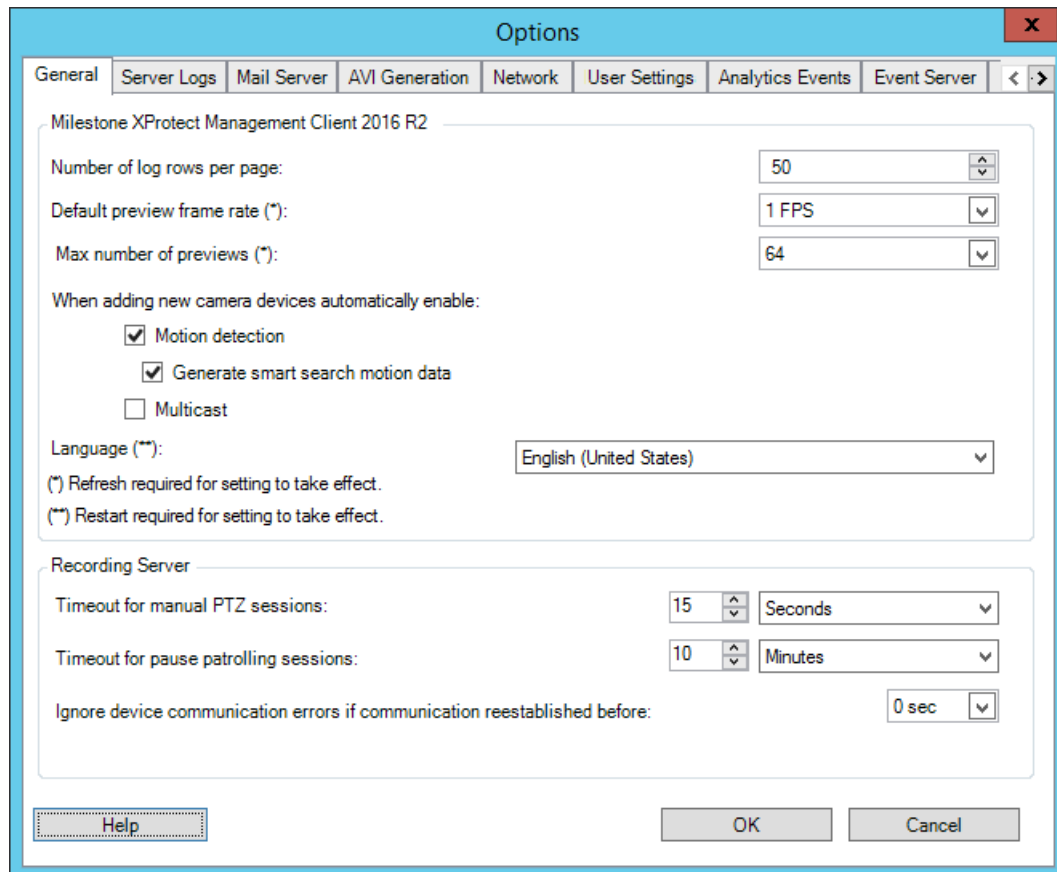 Options
x
General Server Logs Mail Server AVI Generation Network User Settings Analytics Events Event Server
Milestone XProtect Management Client 2016 R2
Number of log rows per page: 50
Default preview frame rate (*): 1 FPS
Max number of previews (*): 64
When adding new camera devices automatically enable:
Motion detection
Generate smart search motion data
Multicast
Language (**): English (United States)
(*) Refresh required for setting to take effect.
(**) Restart required for setting to take effect.
Recording Server
Timeout for manual PTZ sessions: 15 Seconds
Timeout for pause patrolling sessions: 10 Minutes
Ignore device communication errors if communication reestablished before: 0 sec
Help OK Cancel